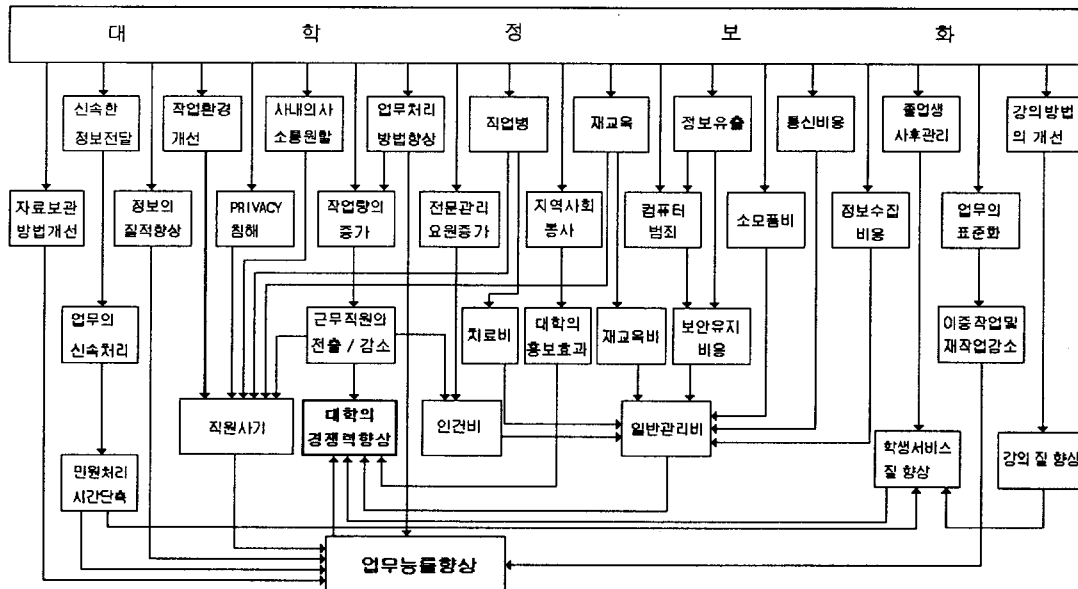 대 학 정 보 화
신속한
정보전달
작업환경
개선
사내의사
소통원할
업무처리
방법향상
직업병
재교육
정보유출
통신비용
졸업생
사후관리
강의방법
의 개선
자료보관
방법개선
정보의
질적향상
PRIVACY
침해
작업량의
증가
전문관리
요원증가
지역사회
봉사
컴퓨터
범죄
소모품비
정보수집
비용
업무의
표준화
업무의
신속처리
근무직원의
전출 / 감소
치료비
대학의
홍보효과
재교육비
보안유지
비용
이중작업및
재작업감소
직원사기
대학의
경쟁력향상
인건비
일반관리비
학생서비스
질 향상
강의 질 향상
민원처리
시간단축
업무능률향상